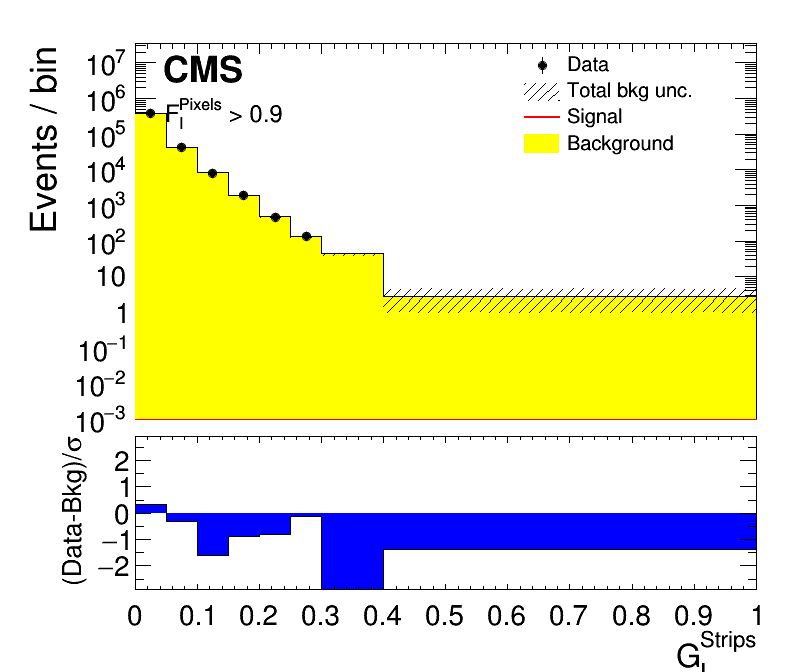 CMS
F_I^Pixels > 0.9
Data
Total bkg unc.
Signal
Background
Events / bin
10^7
10^6
10^5
10^4
10^3
10^2
10
1
10^−1
10^−2
10^−3
(Data-Bkg)/σ
2
1
0
−1
−2
0 0.1 0.2 0.3 0.4 0.5 0.6 0.7 0.8 0.9 1
G_I^Strips